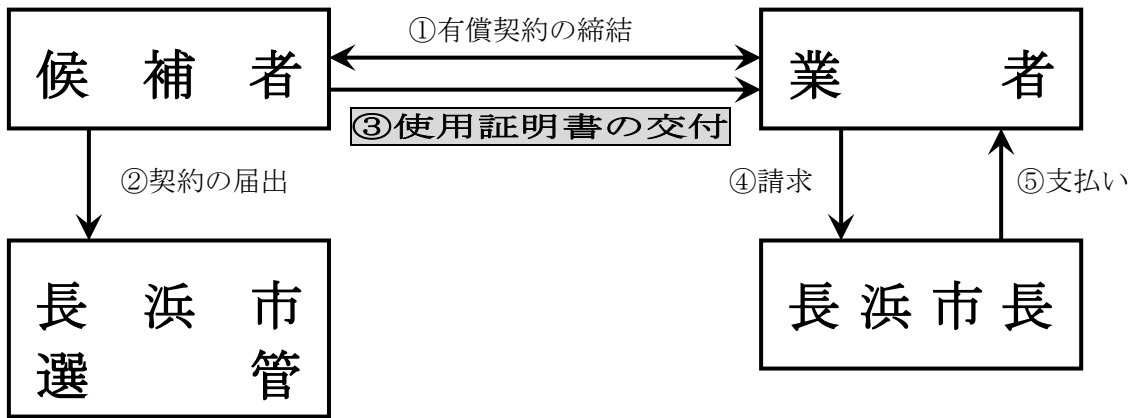 ①有償契約の締結
候補者
業者
③使用証明書の交付
②契約の届出
④請求
⑤支払い
長浜市
選管
長浜市長